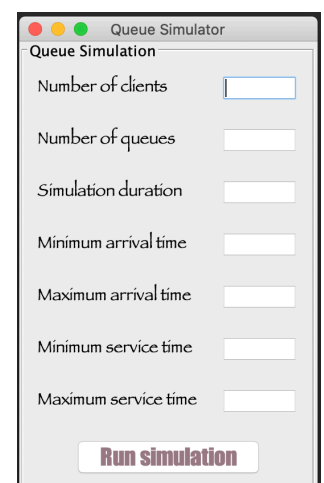 Queue Simulator
Queue Simulation
Number of clients
Number of queues
Simulation duration
Minimum arrival time
Maximum arrival time
Minimum service time
Maximum service time
Run simulation